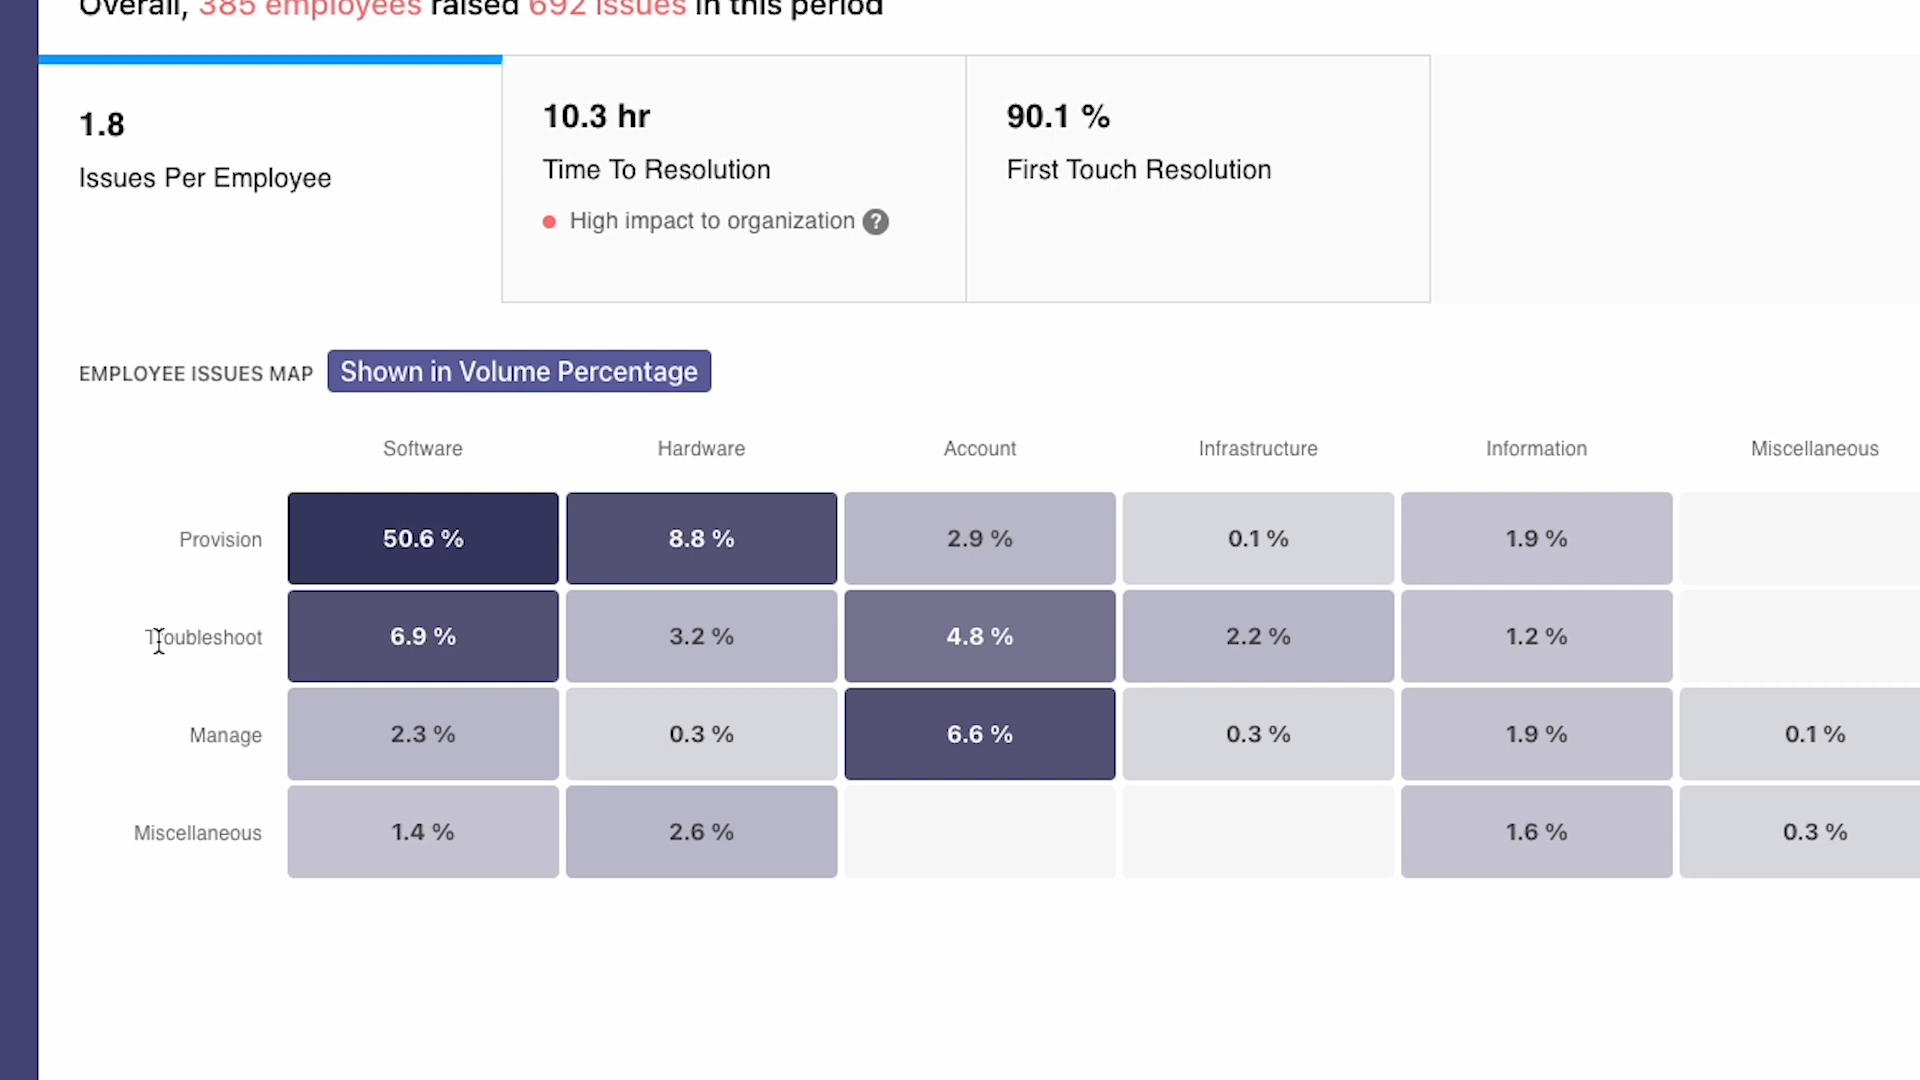 Overall, 385 employees raised 692 issues in this period
1.8
Issues Per Employee
10.3 hr
Time To Resolution
High impact to organization ?
90.1 %
First Touch Resolution
EMPLOYEE ISSUES MAP Shown in Volume Percentage
Software Hardware Account Infrastructure Information Miscellaneous
Provision 50.6 % 8.8 % 2.9 % 0.1 % 1.9 %
Troubleshoot 6.9 % 3.2 % 4.8 % 2.2 % 1.2 %
Manage 2.3 % 0.3 % 6.6 % 0.3 % 1.9 % 0.1 %
Miscellaneous 1.4 % 2.6 % 1.6 % 0.3 %